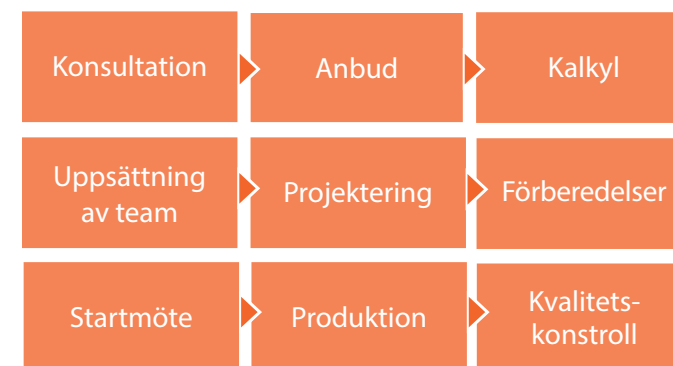 Konsultation
Anbud
Kalkyl
Uppsättning
av team
Projektering
Förberedelser
Startmöte
Produktion
Kvalitets-
konstroll